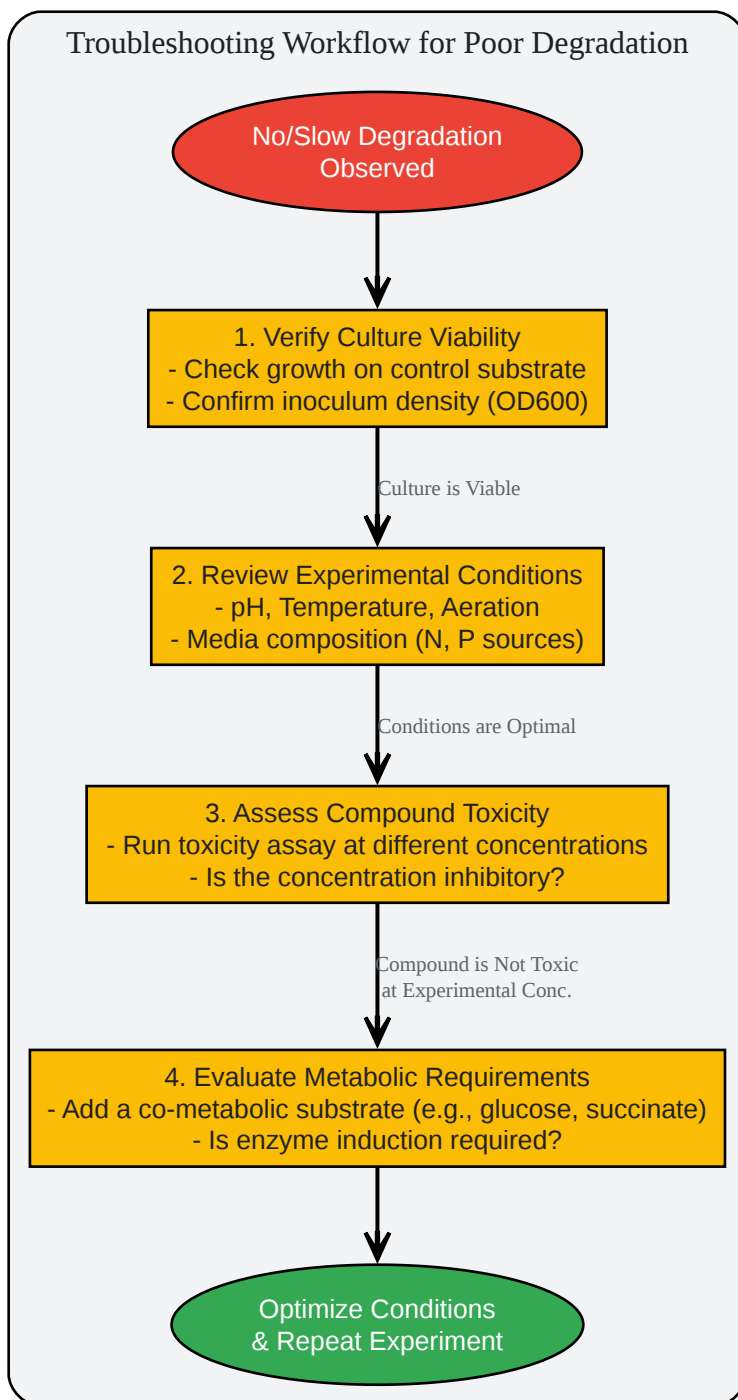 Troubleshooting Workflow for Poor Degradation
No/Slow Degradation
Observed
1. Verify Culture Viability
- Check growth on control substrate
- Confirm inoculum density (OD600)
Culture is Viable
2. Review Experimental Conditions
- pH, Temperature, Aeration
- Media composition (N, P sources)
Conditions are Optimal
3. Assess Compound Toxicity
- Run toxicity assay at different concentrations
- Is the concentration inhibitory?
Compound is Not Toxic
at Experimental Conc.
4. Evaluate Metabolic Requirements
- Add a co-metabolic substrate (e.g., glucose, succinate)
- Is enzyme induction required?
Optimize Conditions
& Repeat Experiment